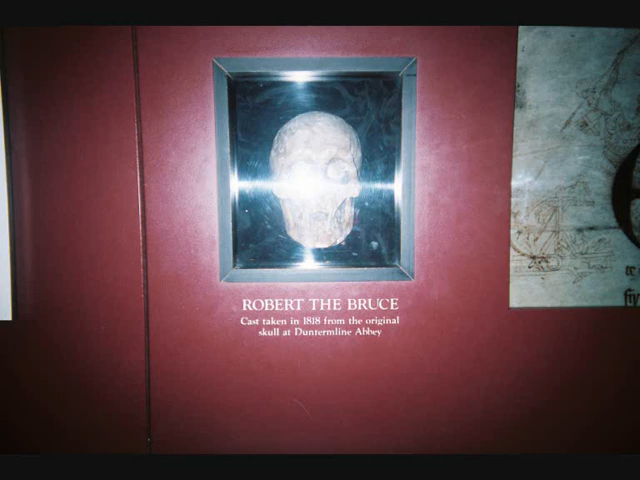 ROBERT THE BRUCE
Cast taken in 1818 from the original
skull at Dunfermline Abbey